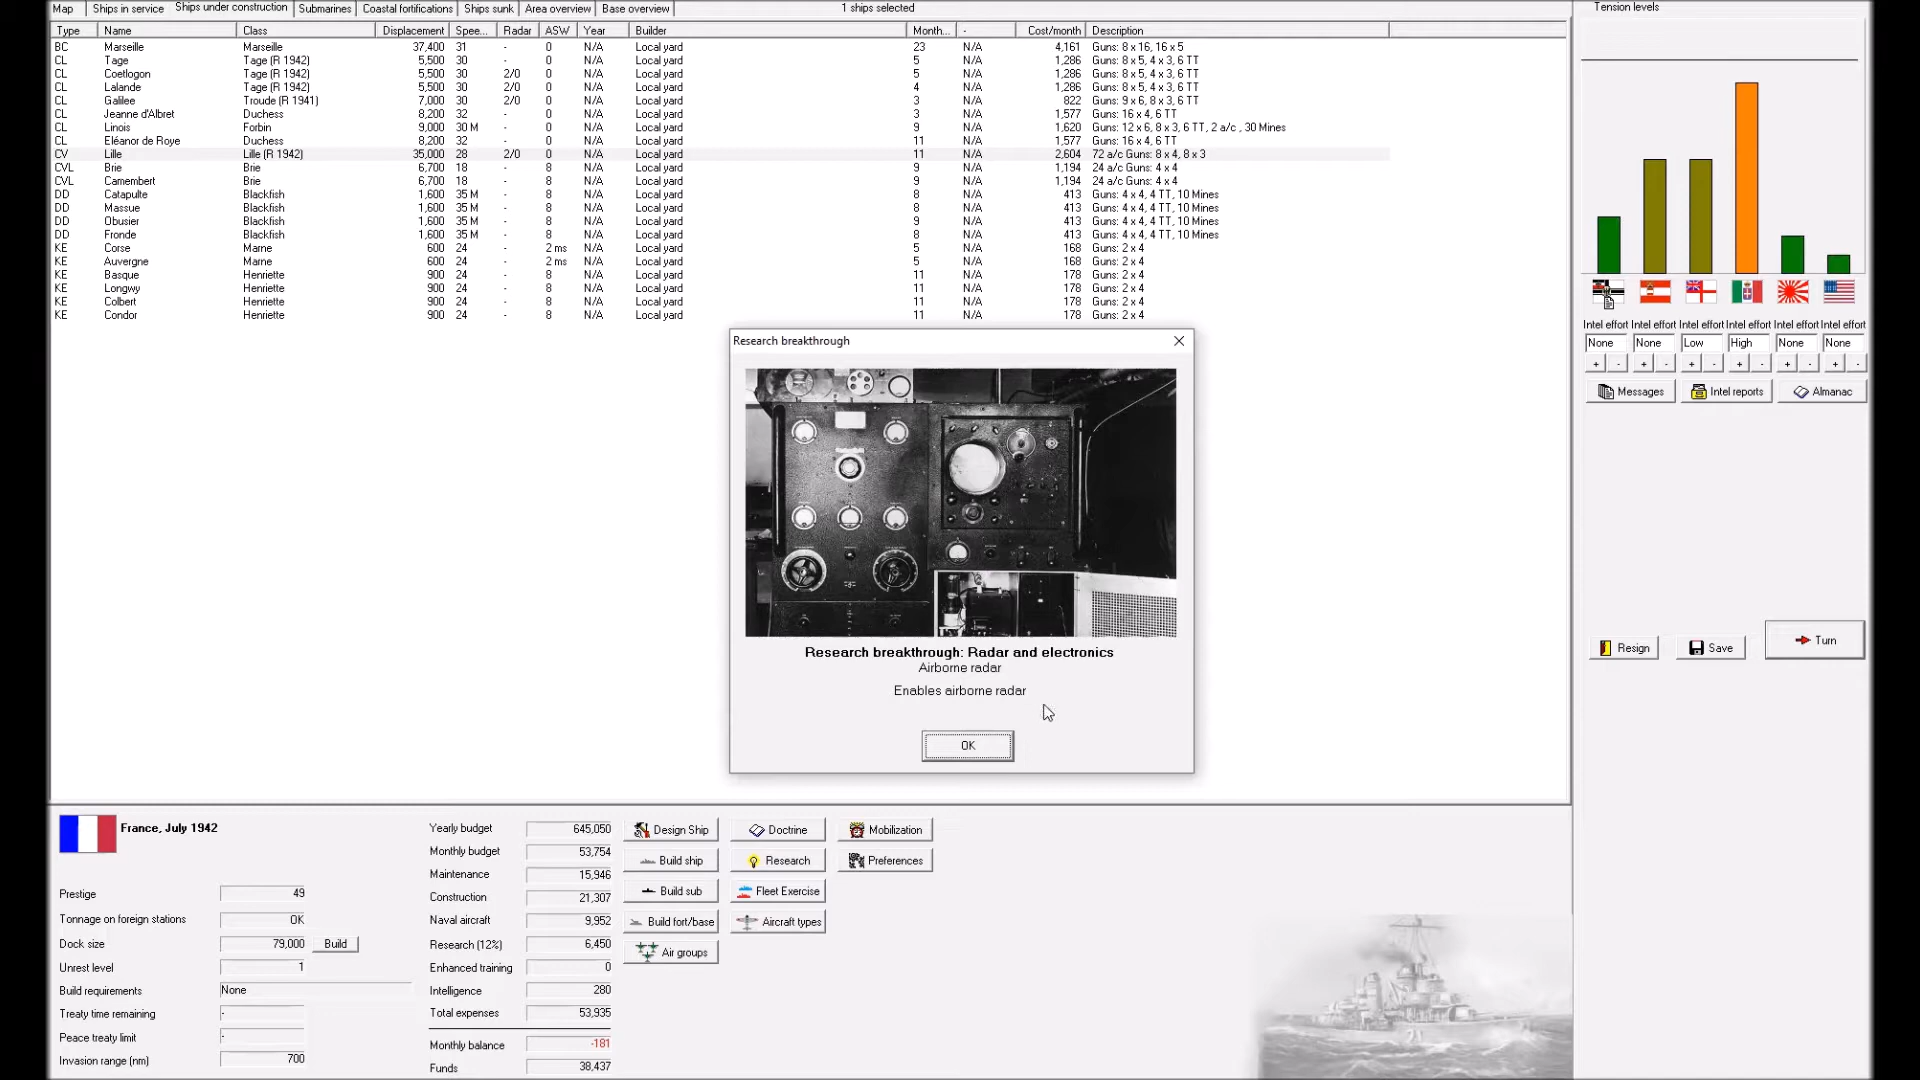 Map Ships in service Ships under construction Submarines Coastal fortifications Ships sunk Area overview Base overview 1 ships selected Tension levels
Type Name Class Displacement Spee... Radar ASW Year Builder Month... - Cost/month Description
BC Marseille Marseille 37,400 31 - 0 N/A Local yard 23 N/A 4,161 Guns: 8 x 16, 16 x 5
CL Tage Tage (R 1942) 5,500 30 - 0 N/A Local yard 5 N/A 1,286 Guns: 8 x 5, 4 x 3, 6 TT
CL Coetlogon Tage (R 1942) 5,500 30 2/0 0 N/A Local yard 5 N/A 1,286 Guns: 8 x 5, 4 x 3, 6 TT
CL Lalande Tage (R 1942) 5,500 30 2/0 0 N/A Local yard 4 N/A 1,286 Guns: 8 x 5, 4 x 3, 6 TT
CL Galilee Troude (R 1941) 7,000 30 2/0 0 N/A Local yard 3 N/A 822 Guns: 9 x 6, 8 x 3, 6 TT
CL Jeanne d'Albret Duchess 8,200 32 - 0 N/A Local yard 3 N/A 1,577 Guns: 16 x 4, 6 TT
CL Linois Forbin 9,000 30 M - 0 N/A Local yard 9 N/A 1,620 Guns: 12 x 6, 8 x 3, 6 TT, 2 a/c , 30 Mines
CL Eléanor de Roye Duchess 8,200 32 - 0 N/A Local yard 11 N/A 1,577 Guns: 16 x 4, 6 TT
CV Lille Lille (R 1942) 35,000 28 2/0 0 N/A Local yard 11 N/A 2,604 72 a/c Guns: 8 x 4, 8 x 3
CVL Brie Brie 6,700 18 - 8 N/A Local yard 9 N/A 1,194 24 a/c Guns: 4 x 4
CVL Camembert Brie 6,700 18 - 8 N/A Local yard 9 N/A 1,194 24 a/c Guns: 4 x 4
DD Catapulte Blackfish 1,600 35 M - 8 N/A Local yard 8 N/A 413 Guns: 4 x 4, 4 TT, 10 Mines
DD Massue Blackfish 1,600 35 M - 8 N/A Local yard 8 N/A 413 Guns: 4 x 4, 4 TT, 10 Mines
DD Obusier Blackfish 1,600 35 M - 8 N/A Local yard 9 N/A 413 Guns: 4 x 4, 4 TT, 10 Mines
DD Fronde Blackfish 1,600 35 M - 8 N/A Local yard 8 N/A 413 Guns: 4 x 4, 4 TT, 10 Mines
KE Corse Marne 600 24 - 2 ms N/A Local yard 5 N/A 168 Guns: 2 x 4
KE Auvergne Marne 600 24 - 2 ms N/A Local yard 5 N/A 168 Guns: 2 x 4
KE Basque Henriette 900 24 - 8 N/A Local yard 11 N/A 178 Guns: 2 x 4
KE Longwy Henriette 900 24 - 8 N/A Local yard 11 N/A 178 Guns: 2 x 4
KE Colbert Henriette 900 24 - 8 N/A Local yard 11 N/A 178 Guns: 2 x 4
KE Condor Henriette 900 24 - 8 N/A Local yard 11 N/A 178 Guns: 2 x 4
Intel effort Intel effort Intel effort Intel effort Intel effort Intel effort
None None Low High None None
+ - + - + - + - + - + -
Messages Intel reports Almanac
Resign Save Turn
Research breakthrough
Research breakthrough: Radar and electronics
Airborne radar
Enables airborne radar
OK
France, July 1942
Prestige 49
Tonnage on foreign stations OK
Dock size 79,000 Build
Unrest level 1
Build requirements None
Treaty time remaining -
Peace treaty limit -
Invasion range (nm) 700
Yearly budget 645,050
Monthly budget 53,754
Maintenance 15,946
Construction 21,307
Naval aircraft 9,952
Research (12%) 6,450
Enhanced training 0
Intelligence 280
Total expenses 53,935
Monthly balance -181
Funds 38,437
Design Ship Doctrine Mobilization
Build ship Research Preferences
Build sub Fleet Exercise
Build fort/base Aircraft types
Air groups